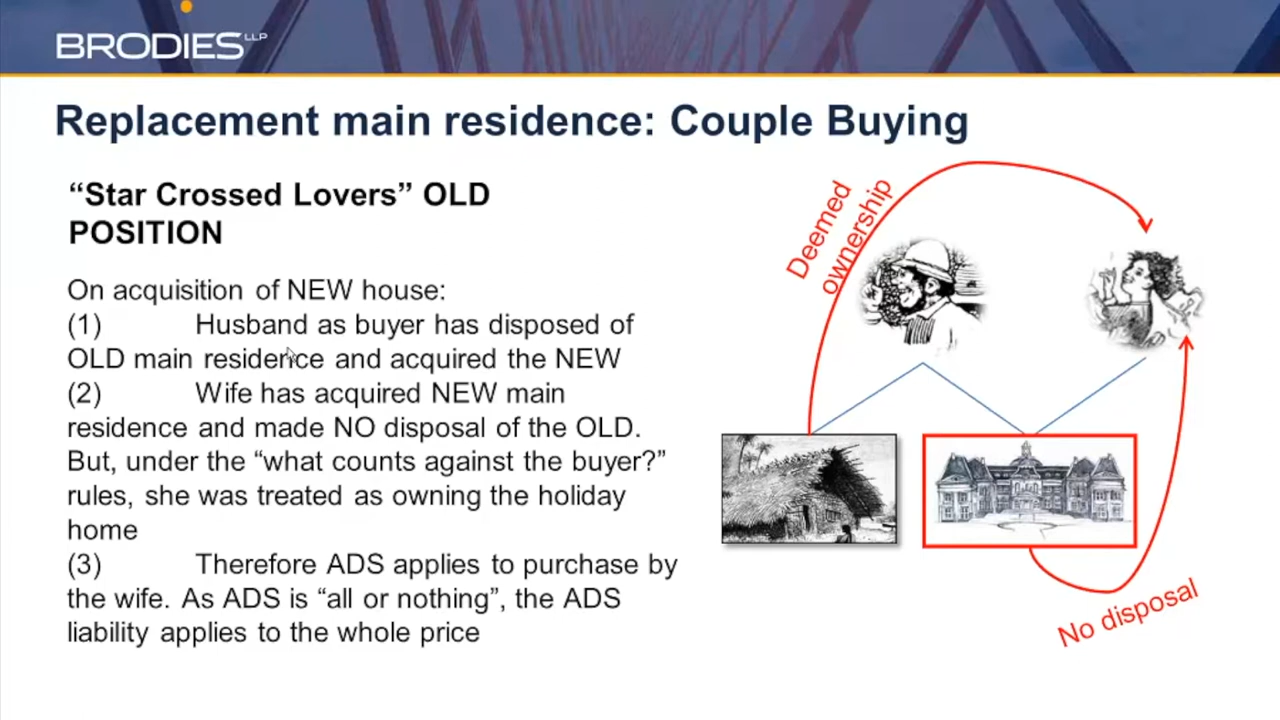 BRODIES LLP
Replacement main residence: Couple Buying
“Star Crossed Lovers” OLD
POSITION
On acquisition of NEW house:
(1) Husband as buyer has disposed of
OLD main residence and acquired the NEW
(2) Wife has acquired NEW main
residence and made NO disposal of the OLD.
But, under the “what counts against the buyer?”
rules, she was treated as owning the holiday
home
(3) Therefore ADS applies to purchase by
the wife. As ADS is “all or nothing”, the ADS
liability applies to the whole price
Deemed
ownership
No disposal